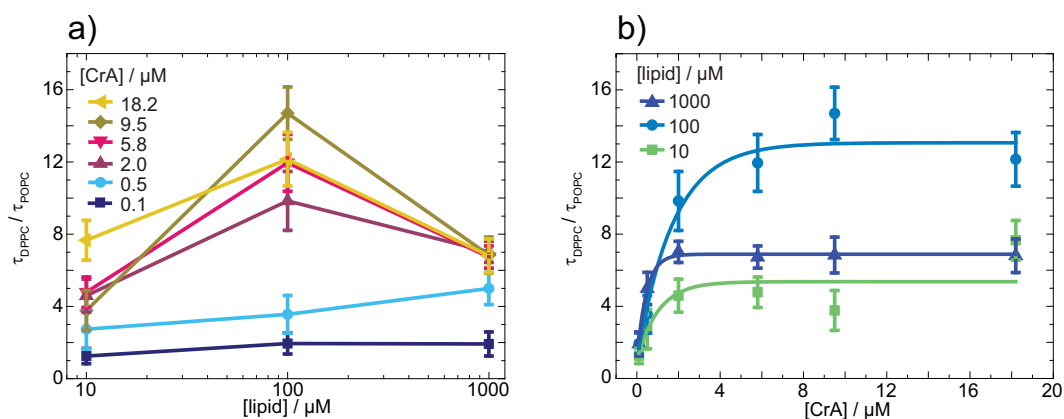 a)
[CrA] / µM
18.2
9.5
5.8
2.0
0.5
0.1
τDPPC / τPOPC
16
12
8
4
0
10
100
1000
[lipid] / µM
b)
[lipid] / µM
1000
100
10
τDPPC / τPOPC
16
12
8
4
0
0 4 8 12 16 20
[CrA] / µM